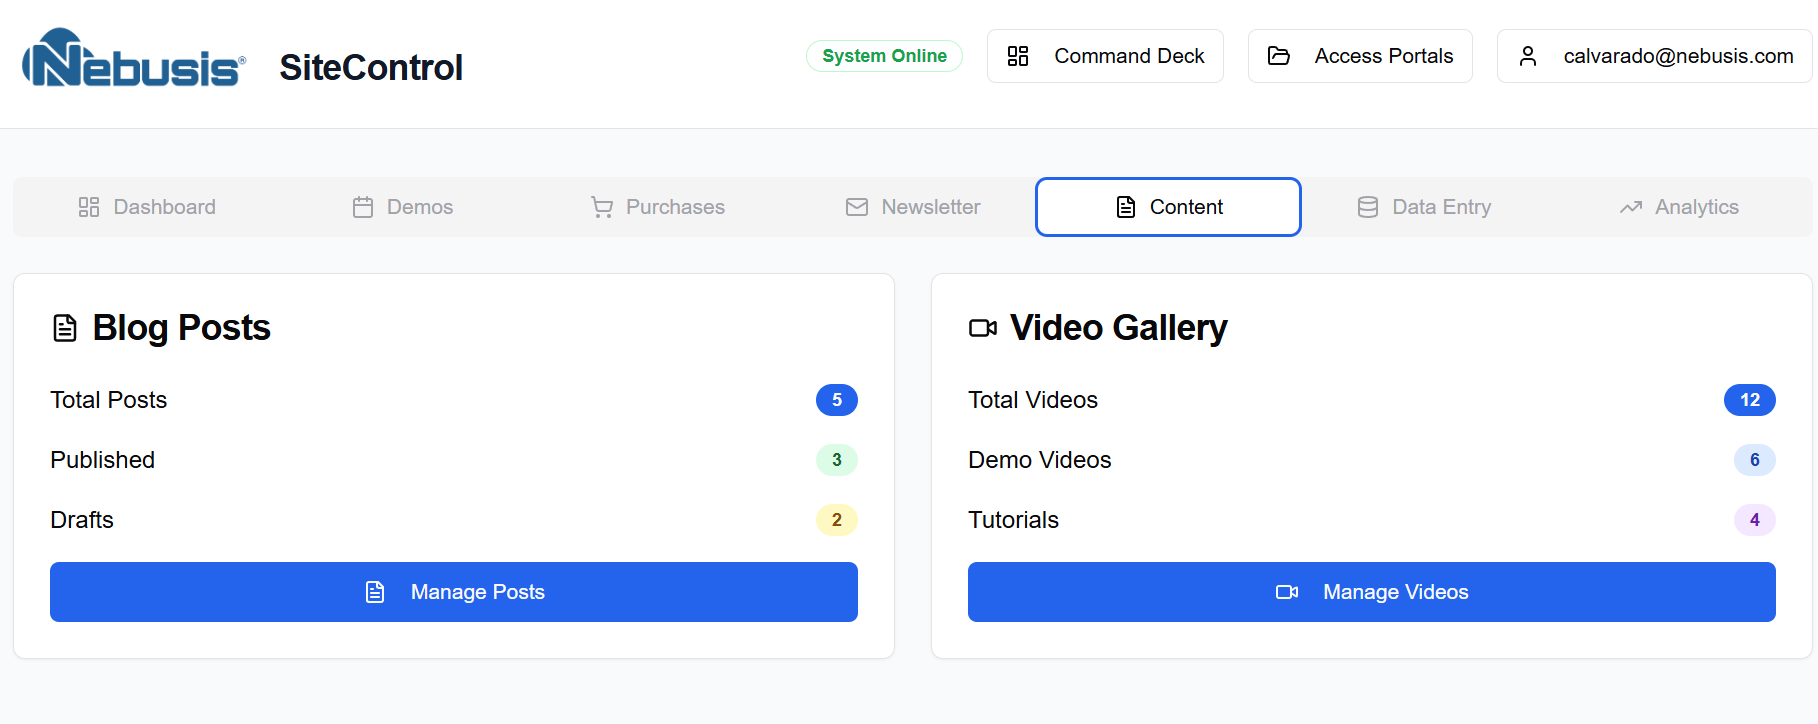 Nebusis®
SiteControl
System Online
Command Deck
Access Portals
calvarado@nebusis.com
Dashboard
Demos
Purchases
Newsletter
Content
Data Entry
Analytics
Blog Posts
Total Posts 5
Published 3
Drafts 2
Manage Posts
Video Gallery
Total Videos 12
Demo Videos 6
Tutorials 4
Manage Videos